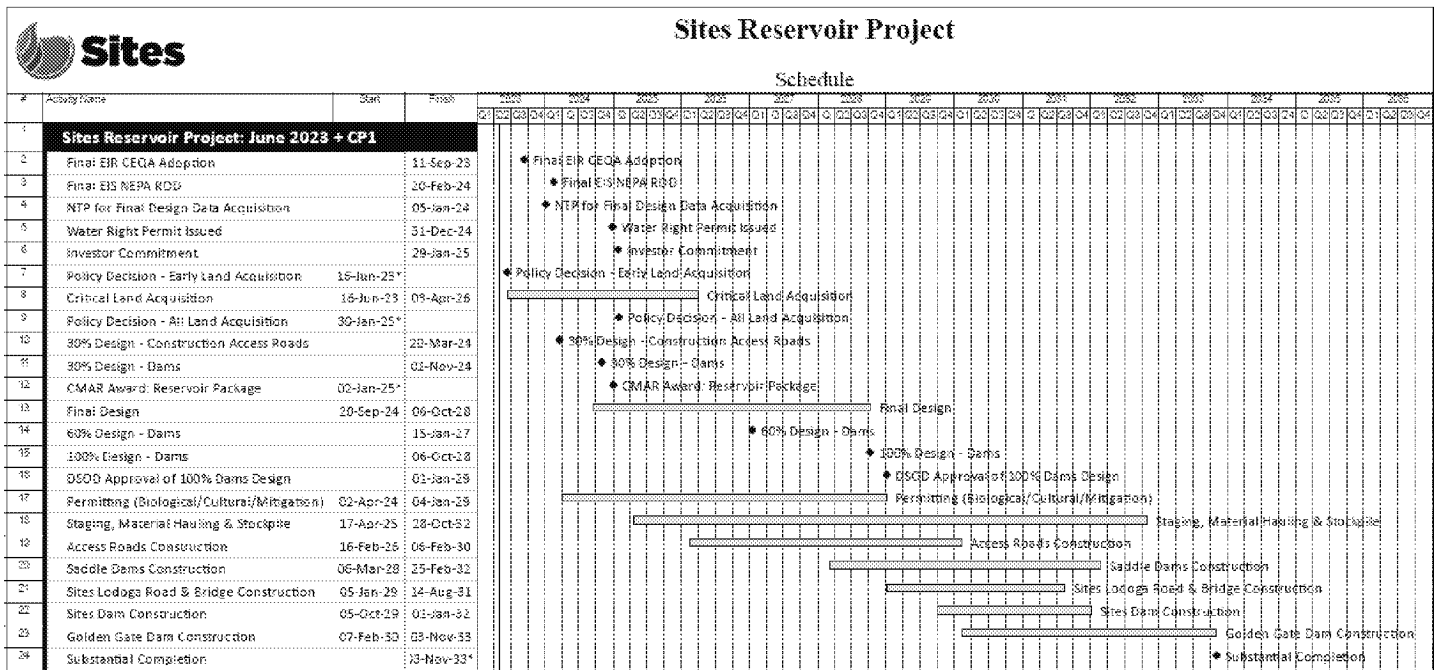 Sites
Sites Reservoir Project
Schedule
# Activity Name Start Finish 2023 2024 2025 2026 2027 2028 2029 2030 2031 2032 2033 2034 2035 2036
1 Sites Reservoir Project: June 2023 + CP1
2 Final EIR CEQA Adoption 11-Sep-23 Final EIR CEQA Adoption
3 Final EIS NEPA ROD 20-Feb-24 Final EIS NEPA ROD
4 NTP for Final Design Data Acquisition 05-Jan-24 NTP for Final Design Data Acquisition
5 Water Right Permit Issued 31-Dec-24 Water Right Permit Issued
6 Investor Commitment 29-Jan-25 Investor Commitment
7 Policy Decision - Early Land Acquisition 16-Jun-23* Policy Decision - Early Land Acquisition
8 Critical Land Acquisition 16-Jun-23 09-Apr-26 Critical Land Acquisition
9 Policy Decision - All Land Acquisition 30-Jan-25* Policy Decision - All Land Acquisition
10 30% Design - Construction Access Roads 28-Mar-24 30% Design - Construction Access Roads
11 30% Design - Dams 30% Design - Dams
12 CMAR Award: Reservoir Package 02-Jan-25* CMAR Award: Reservoir Package
13 Final Design 20-Sep-24 06-Oct-28 Final Design
14 60% Design - Dams 15-Jan-27 60% Design - Dams
15 100% Design - Dams 06-Oct-28 100% Design - Dams
16 DSOD Approval of 100% Dams Design DSOD Approval of 100% Dams Design
17 Permitting (Biological/Cultural/Mitigation) 02-Apr-24 04-Jan-29 Permitting (Biological/Cultural/Mitigation)
18 Staging, Material Hauling & Stockpile 17-Apr-25 28-Oct-32 Staging, Material Hauling & Stockpile
19 Access Roads Construction 16-Feb-26 06-Feb-30 Access Roads Construction
20 Saddle Dams Construction 06-Mar-28 25-Feb-32 Saddle Dams Construction
21 Sites Lodoga Road & Bridge Construction 05-Jan-29 14-Aug-31 Sites Lodoga Road & Bridge Construction
22 Sites Dam Construction 05-Oct-29 Sites Dam Construction
23 Golden Gate Dam Construction 07-Feb-30 03-Nov-33 Golden Gate Dam Construction
24 Substantial Completion Substantial Completion